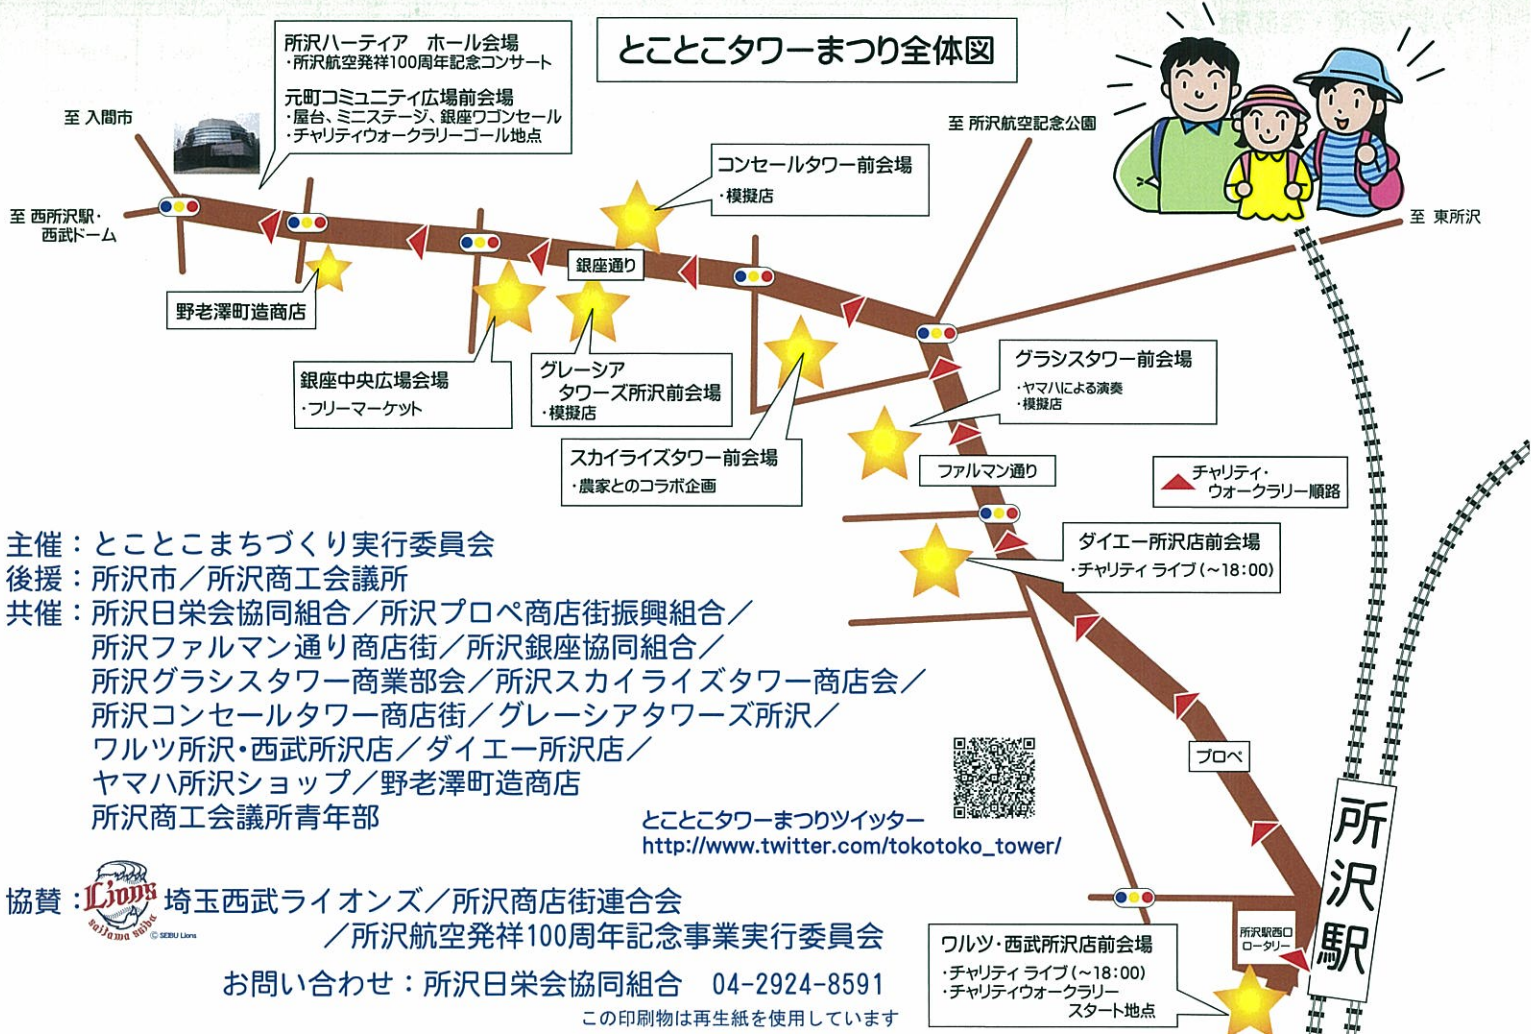 とことこタワーまつり全体図
所沢ハーティア ホール会場
・所沢航空発祥100周年記念コンサート
元町コミュニティ広場前会場
・屋台、ミニステージ、銀座ワゴンセール
・チャリティウォークラリーゴール地点
至 入間市
至 所沢航空記念公園
コンセールタワー前会場
・模擬店
至 西所沢駅・
西武ドーム
至 東所沢
銀座通り
野老澤町造商店
銀座中央広場会場
・フリーマーケット
グレーシア
タワーズ所沢前会場
・模擬店
グラシスタワー前会場
・ヤマハによる演奏
・模擬店
スカイライズタワー前会場
・農家とのコラボ企画
ファルマン通り
チャリティ・
ウォークラリー順路
ダイエー所沢店前会場
・チャリティ ライブ(～18:00)
主催：とことこまちづくり実行委員会
後援：所沢市／所沢商工会議所
共催：所沢日栄会協同組合／所沢プロペ商店街振興組合／
所沢ファルマン通り商店街／所沢銀座協同組合／
所沢グラシスタワー商業部会／所沢スカイライズタワー商店会／
所沢コンセールタワー商店街／グレーシアタワーズ所沢／
ワルツ所沢・西武所沢店／ダイエー所沢店／
ヤマハ所沢ショップ／野老澤町造商店
所沢商工会議所青年部
プロペ
所沢駅
とことこタワーまつりツイッター
http://www.twitter.com/tokotoko_tower/
協賛：Lions saitama seibu © SEIBU Lions 埼玉西武ライオンズ／所沢商店街連合会
／所沢航空発祥100周年記念事業実行委員会
所沢駅西口
ロータリー
ワルツ・西武所沢店前会場
・チャリティ ライブ(～18:00)
・チャリティウォークラリー
スタート地点
お問い合わせ：所沢日栄会協同組合 04-2924-8591
この印刷物は再生紙を使用しています